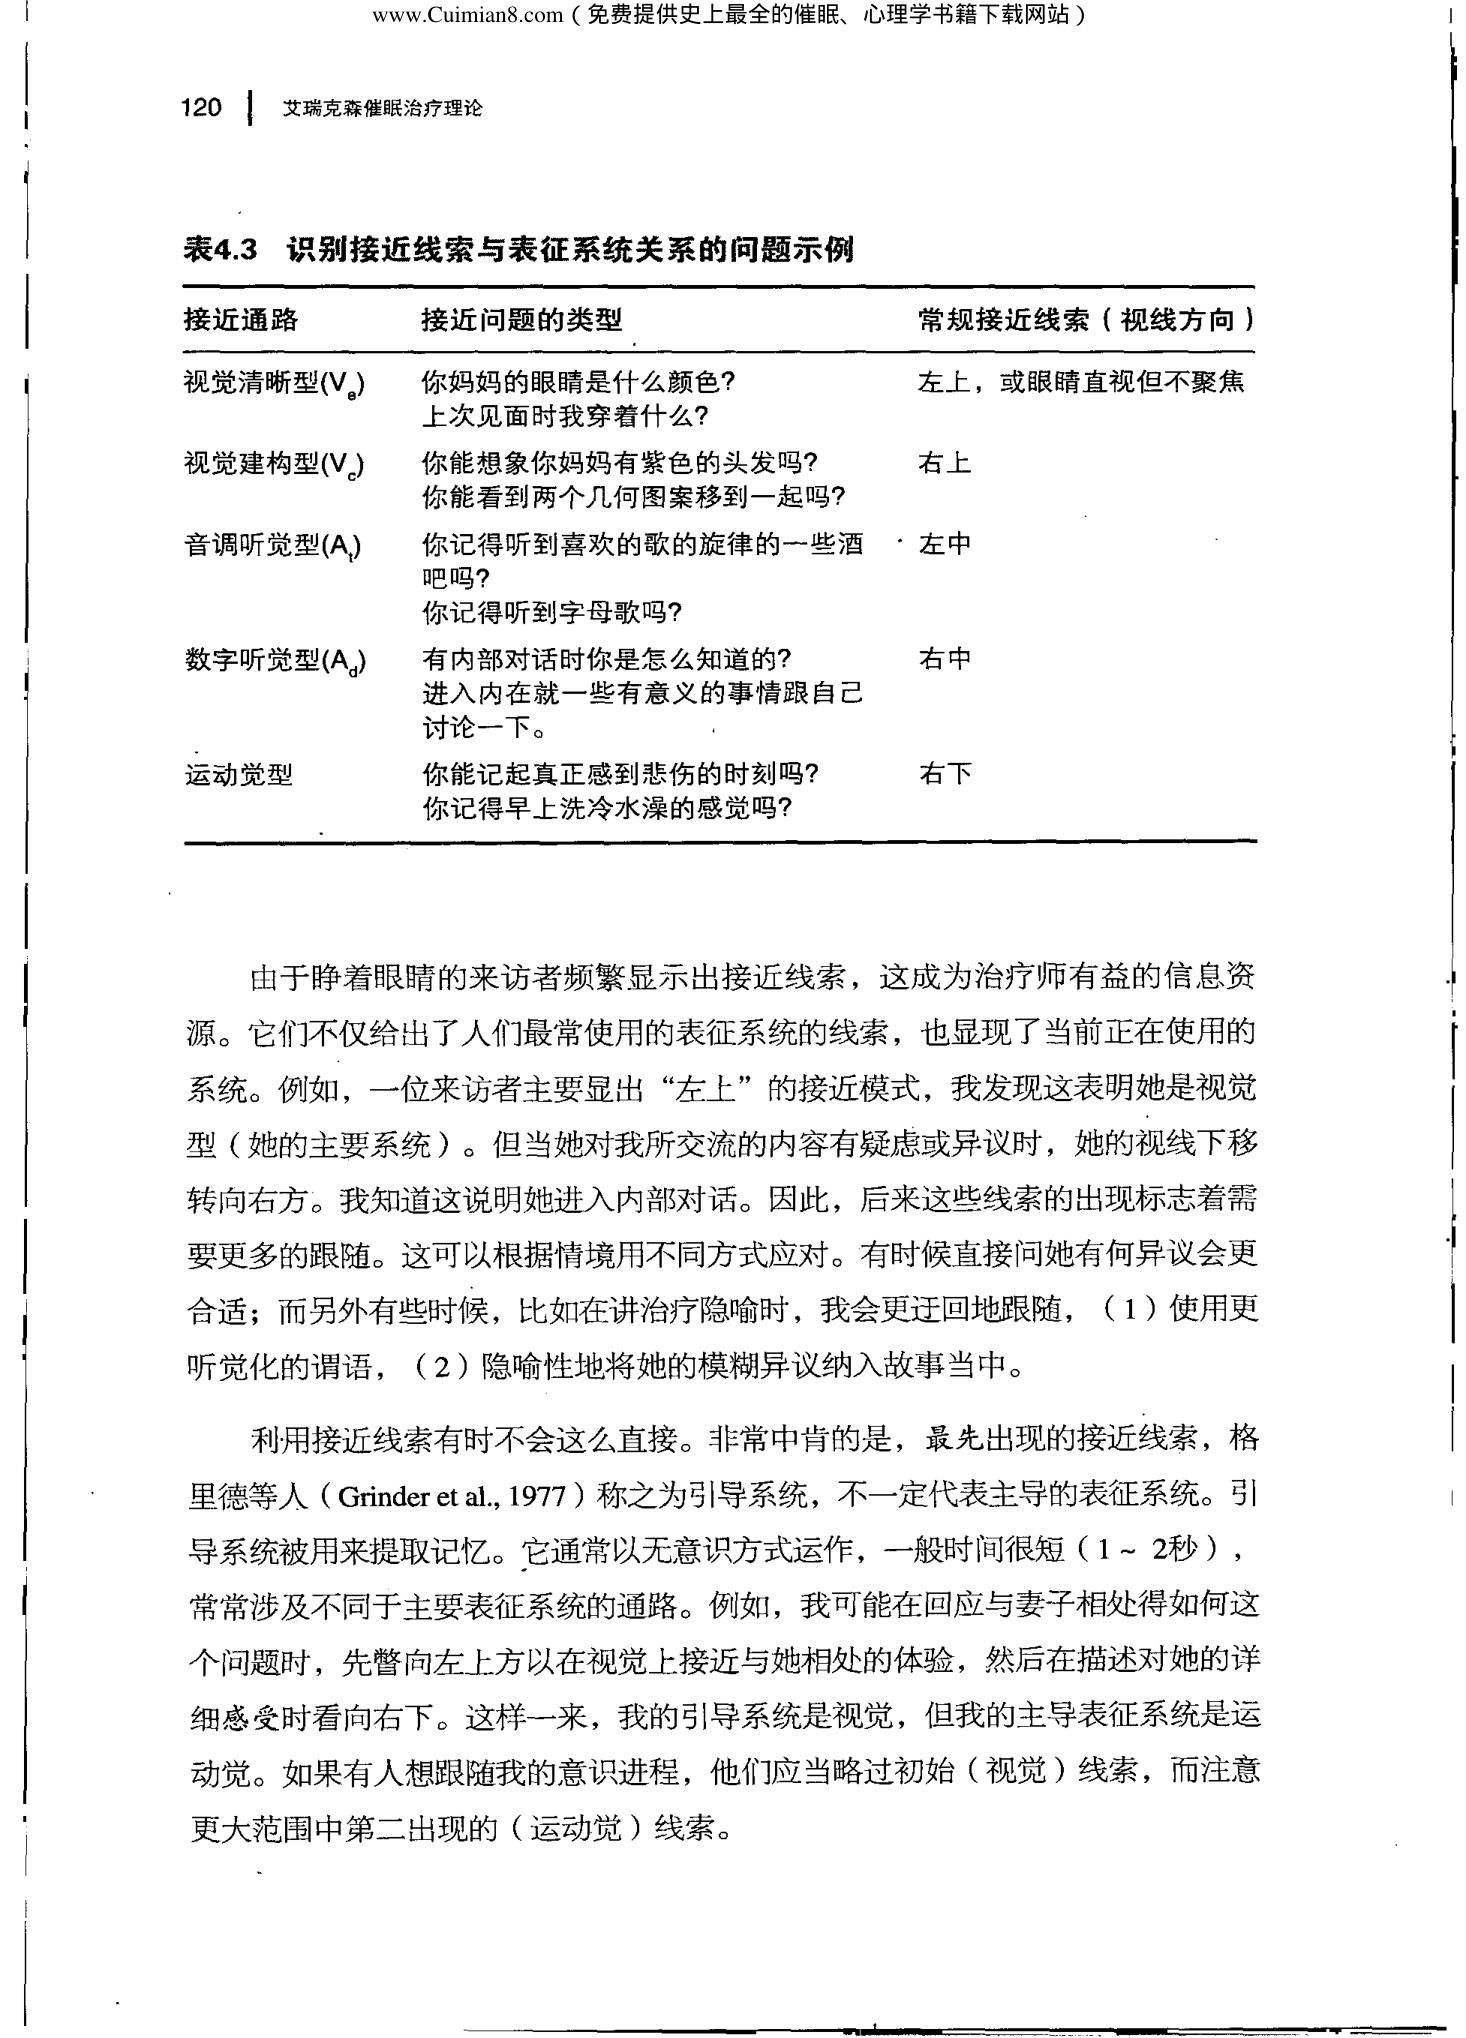 www.Cuimian8.com（免费提供史上最全的催眠、心理学书籍下载网站）
120 艾瑞克森催眠治疗理论
表4.3 识别接近线索与表征系统关系的问题示例
接近通路 接近问题的类型 常规接近线索（视线方向）
视觉清晰型(Ve) 你妈妈的眼睛是什么颜色？ 左上，或眼睛直视但不聚焦
上次见面时我穿着什么？
视觉建构型(Vc) 你能想象你妈妈有紫色的头发吗？ 右上
你能看到两个几何图案移到一起吗？
音调听觉型(At) 你记得听到喜欢的歌的旋律的一些酒 左中
吧吗？
你记得听到字母歌吗？
数字听觉型(Ad) 有内部对话时你是怎么知道的？ 右中
进入内在就一些有意义的事情跟自己
讨论一下。
运动觉型 你能记起真正感到悲伤的时刻吗？ 右下
你记得早上洗冷水澡的感觉吗？
由于睁着眼睛的来访者频繁显示出接近线索，这成为治疗师有益的信息资
源。它们不仅给出了人们最常使用的表征系统的线索，也显现了当前正在使用的
系统。例如，一位来访者主要显出“左上”的接近模式，我发现这表明她是视觉
型（她的主要系统）。但当她对我所交流的内容有疑虑或异议时，她的视线下移
转向右方。我知道这说明她进入内部对话。因此，后来这些线索的出现标志着需
要更多的跟随。这可以根据情境用不同方式应对。有时候直接问她有何异议会更
合适；而另外有些时候，比如在讲治疗隐喻时，我会更迂回地跟随，（1）使用更
听觉化的谓语，（2）隐喻性地将她的模糊异议纳入故事当中。
利用接近线索有时不会这么直接。非常中肯的是，最先出现的接近线索，格
里德等人（Grinder et al., 1977）称之为引导系统，不一定代表主导的表征系统。引
导系统被用来提取记忆。它通常以无意识方式运作，一般时间很短（1～2秒），
常常涉及不同于主要表征系统的通路。例如，我可能在回应与妻子相处得如何这
个问题时，先瞥向左上方以在视觉上接近与她相处的体验，然后在描述对她的详
细感受时看向右下。这样一来，我的引导系统是视觉，但我的主导表征系统是运
动觉。如果有人想跟随我的意识进程，他们应当略过初始（视觉）线索，而注意
更大范围中第二出现的（运动觉）线索。